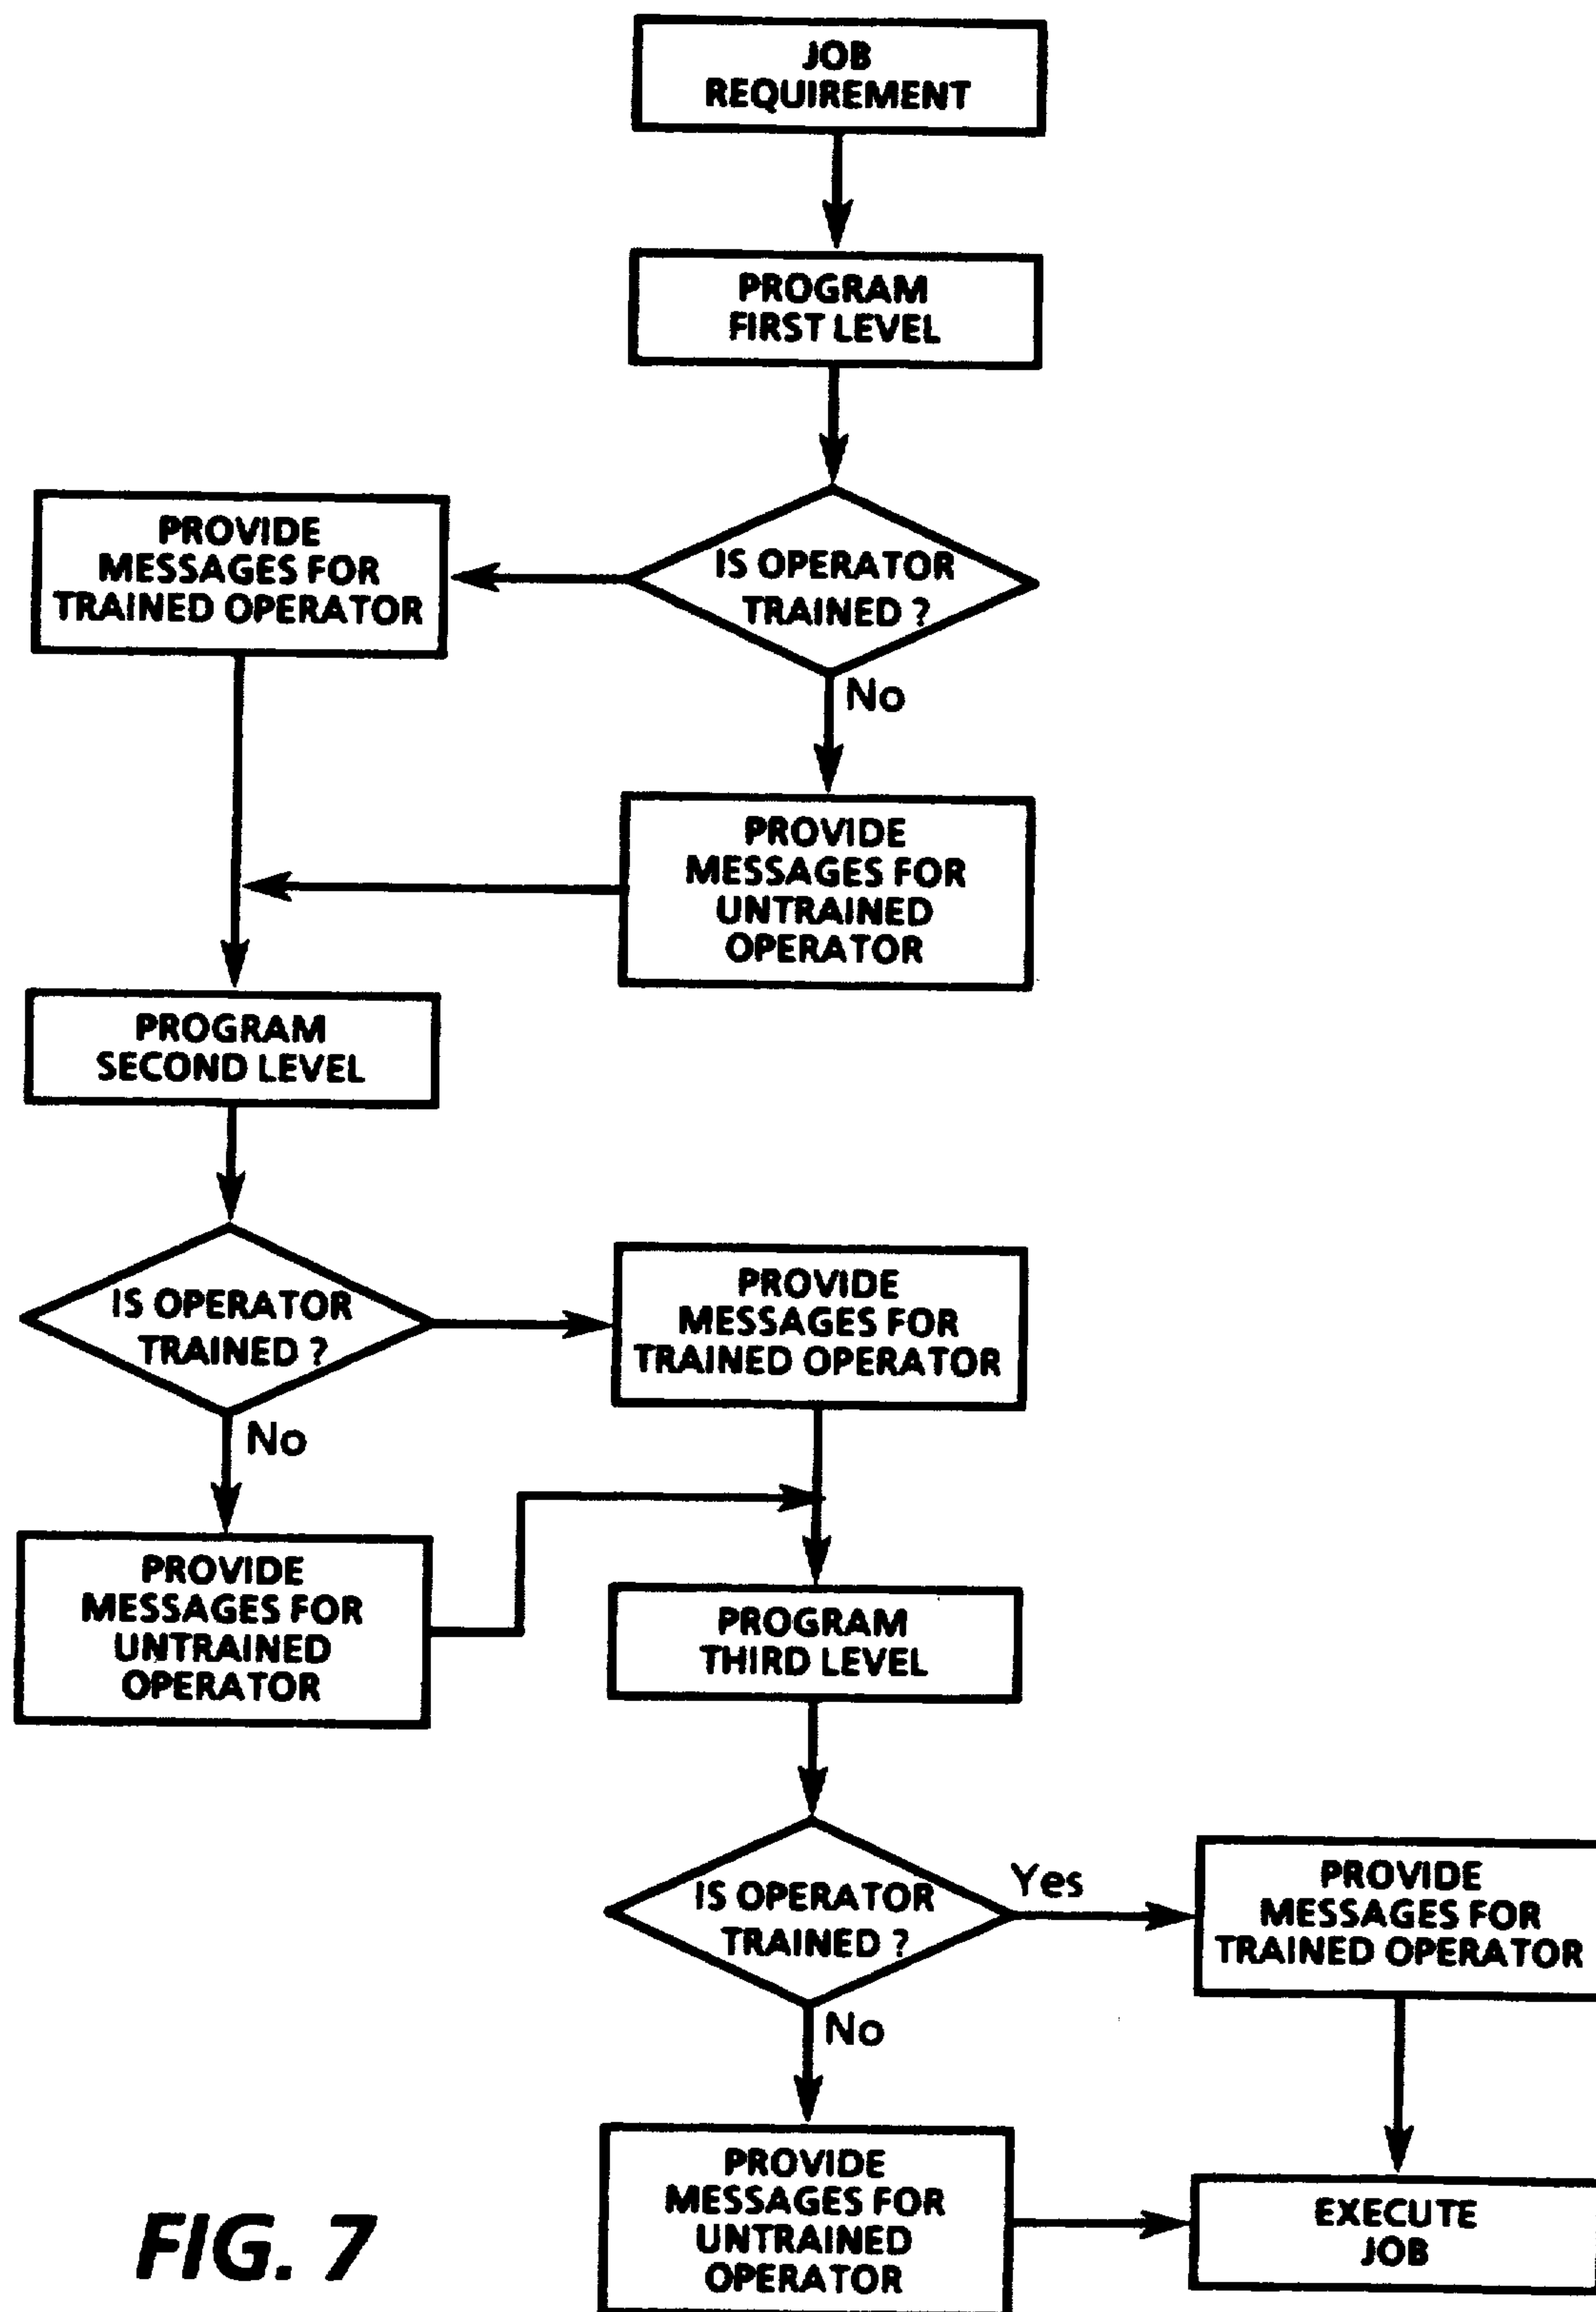 JOB
REQUIREMENT
PROGRAM
FIRST LEVEL
IS OPERATOR
TRAINED ?
PROVIDE
MESSAGES FOR
TRAINED OPERATOR
No
PROVIDE
MESSAGES FOR
UNTRAINED
OPERATOR
PROGRAM
SECOND LEVEL
IS OPERATOR
TRAINED ?
PROVIDE
MESSAGES FOR
TRAINED OPERATOR
No
PROVIDE
MESSAGES FOR
UNTRAINED
OPERATOR
PROGRAM
THIRD LEVEL
IS OPERATOR
TRAINED ?
Yes
PROVIDE
MESSAGES FOR
TRAINED OPERATOR
No
PROVIDE
MESSAGES FOR
UNTRAINED
OPERATOR
EXECUTE
JOB
FIG. 7